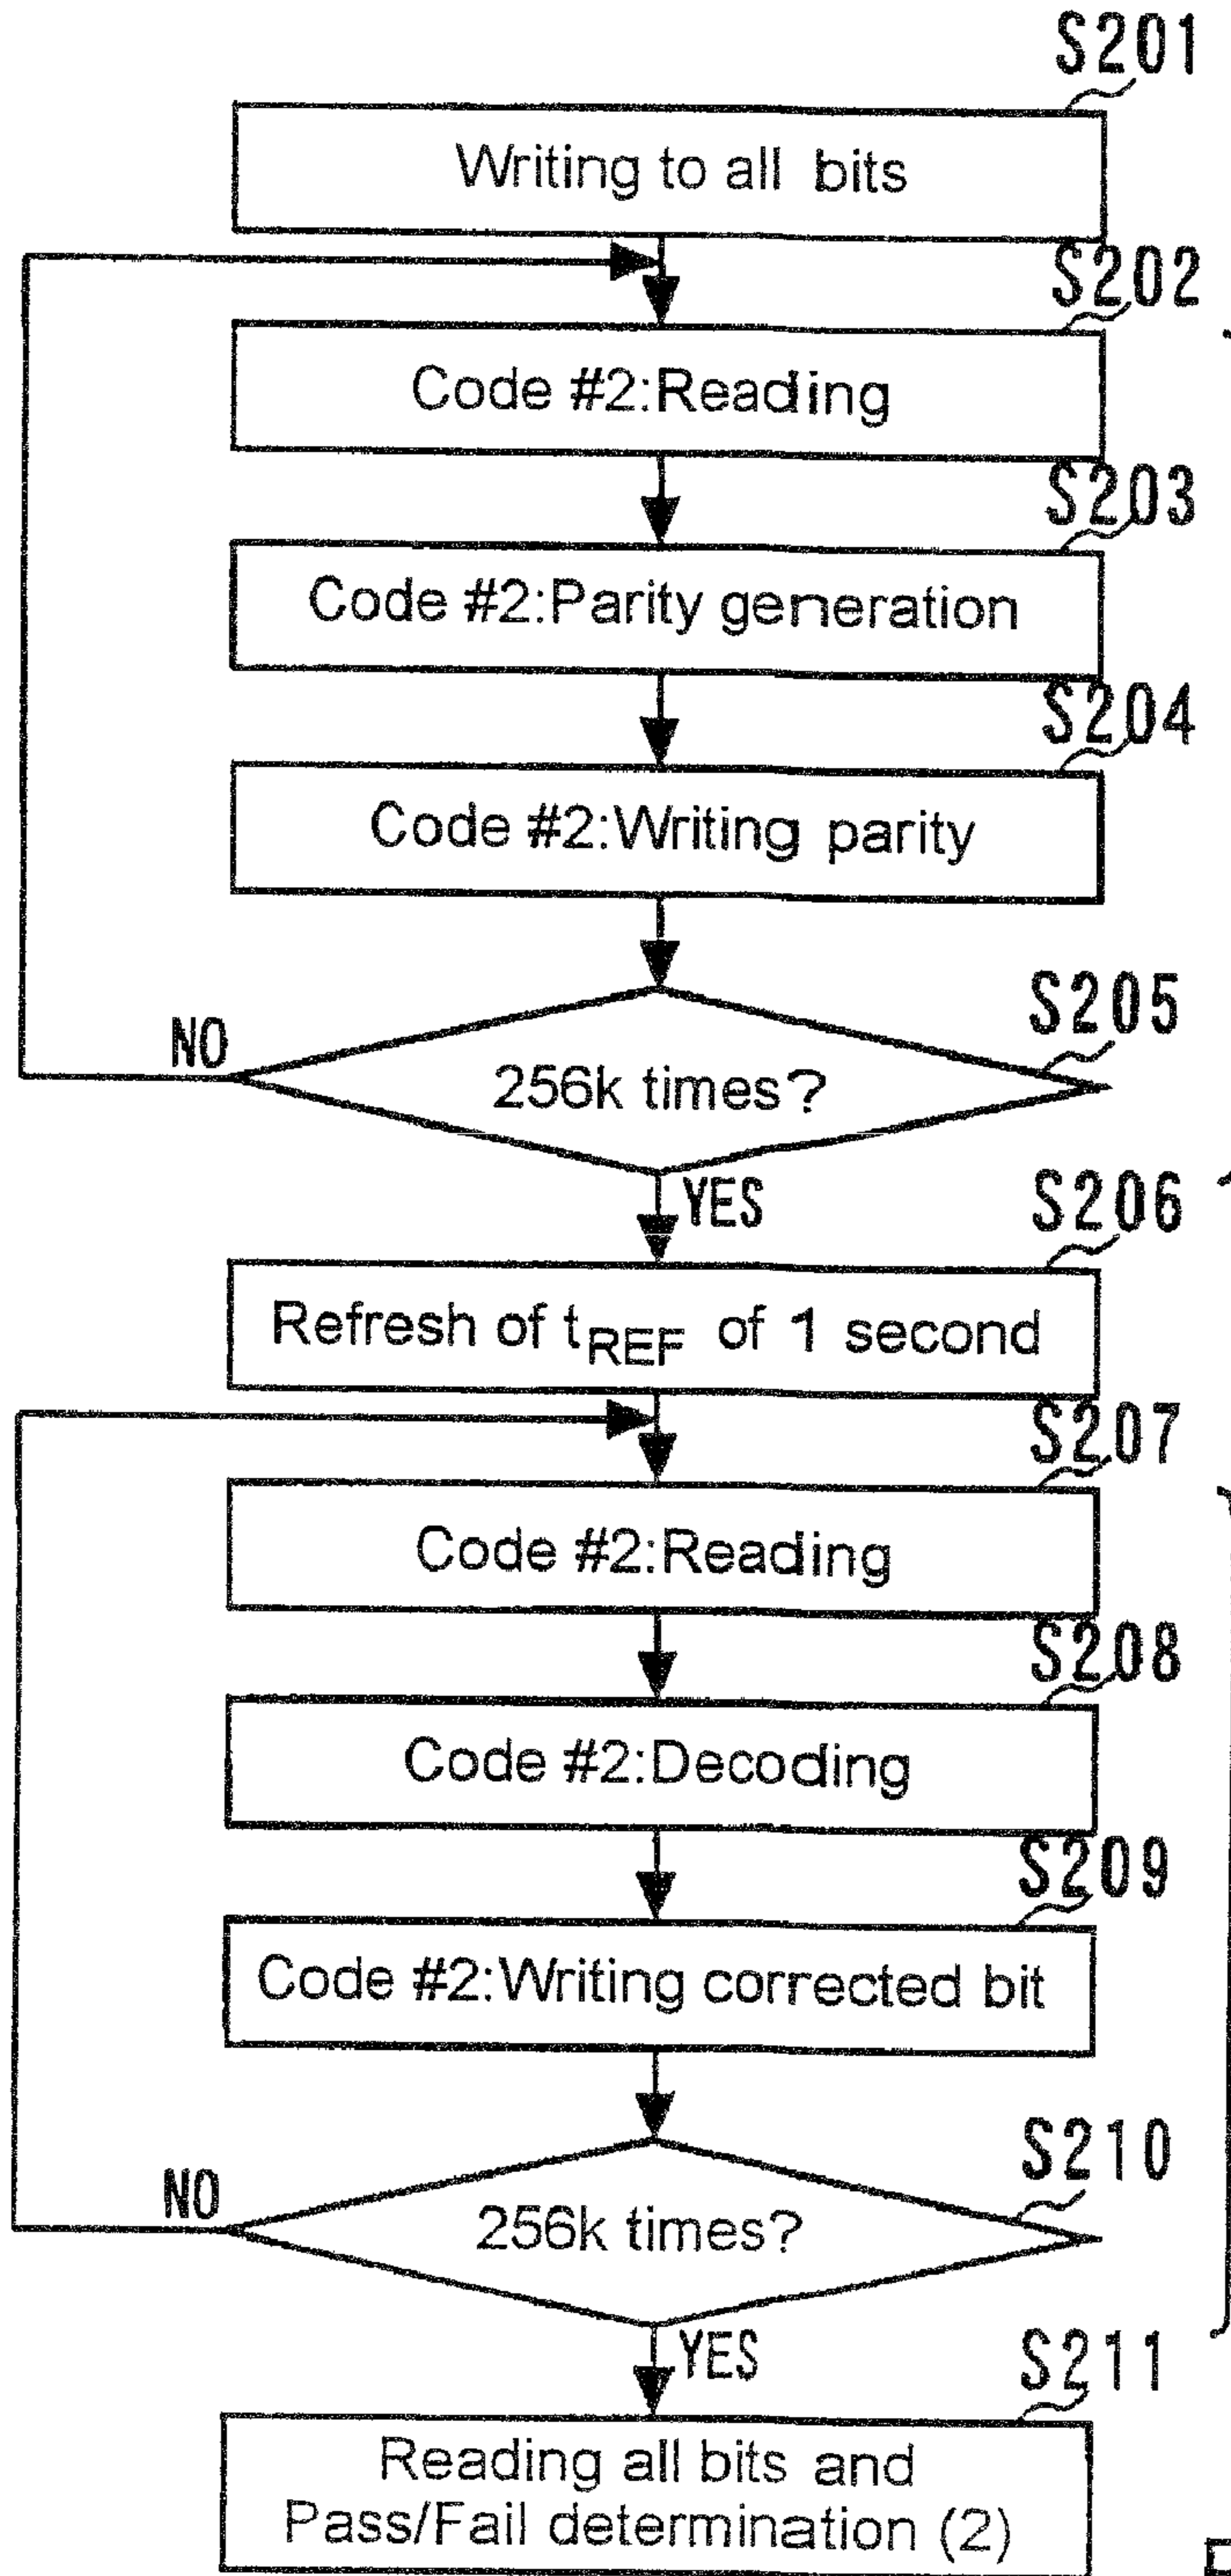 S201
Writing to all bits
S202
Code #2:Reading
S203
Code #2:Parity generation
S204
Code #2:Writing parity
S205
NO
256k times?
YES
S206
Refresh of tREF of 1 second
S207
Code #2:Reading
S208
Code #2:Decoding
S209
Code #2:Writing corrected bit
S210
NO
256k times?
YES
S211
Reading all bits and
Pass/Fail determination (2)